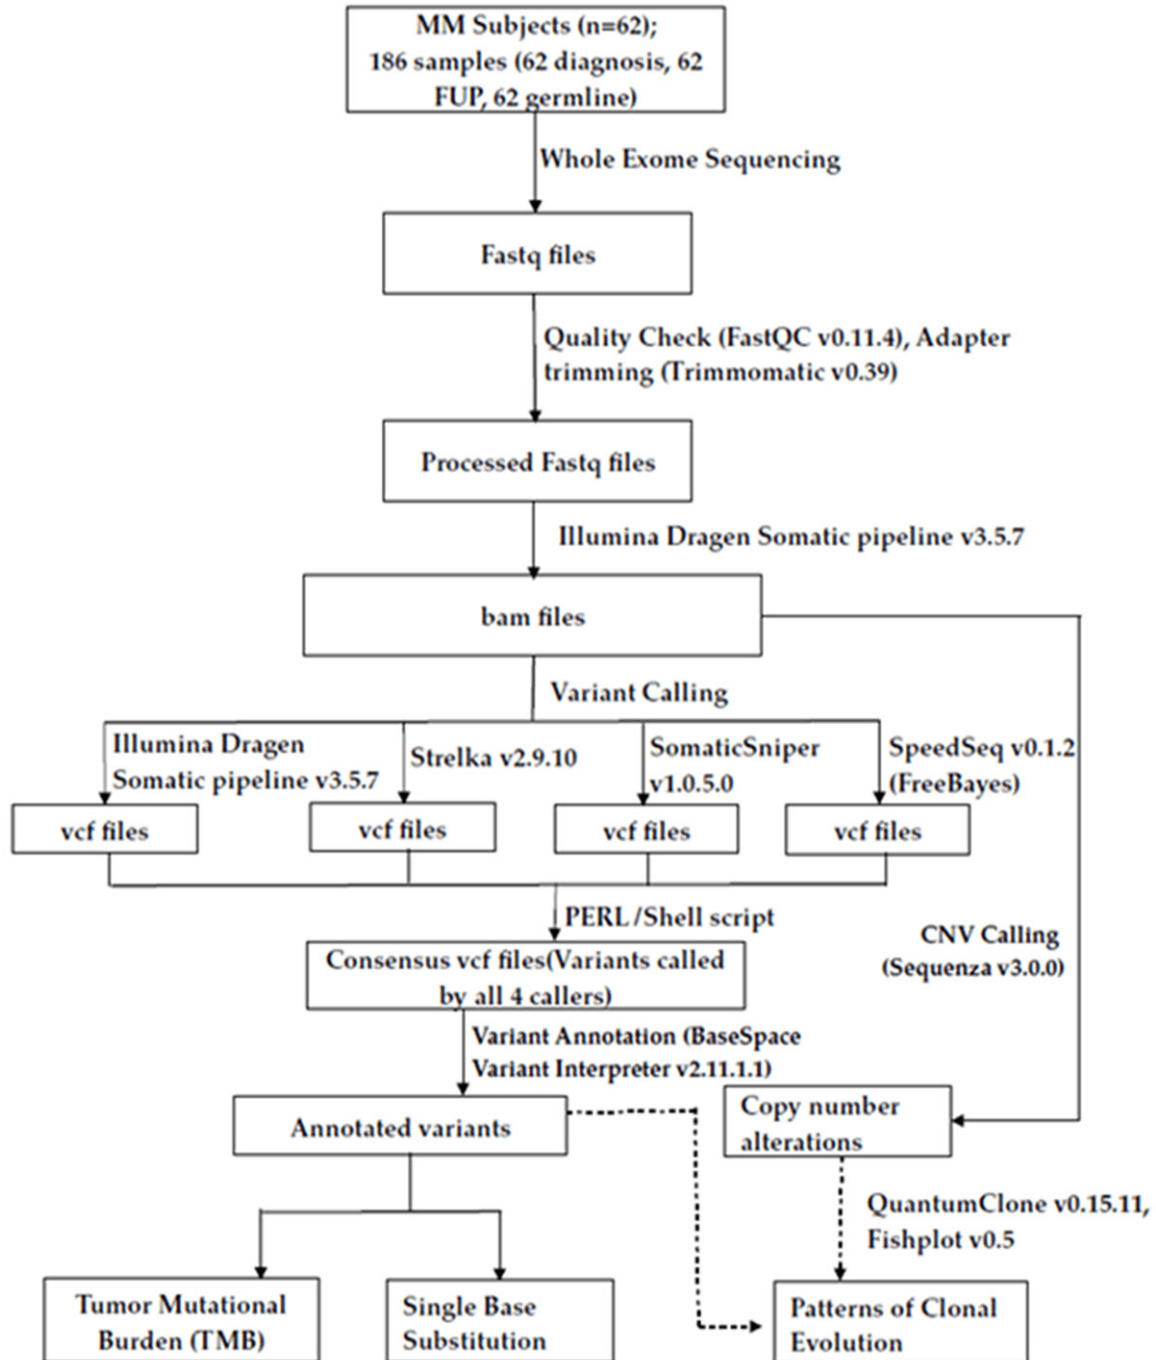 MM Subjects (n=62);
186 samples (62 diagnosis, 62
FUP, 62 germline)
Whole Exome Sequencing
Fastq files
Quality Check (FastQC v0.11.4), Adapter
trimming (Trimmomatic v0.39)
Processed Fastq files
Illumina Dragen Somatic pipeline v3.5.7
bam files
Variant Calling
Illumina Dragen
Somatic pipeline v3.5.7
Strelka v2.9.10
SomaticSniper
v1.0.5.0
SpeedSeq v0.1.2
(FreeBayes)
vcf files
vcf files
vcf files
vcf files
PERL/Shell script
CNV Calling
(Sequenza v3.0.0)
Consensus vcf files(Variants called
by all 4 callers)
Variant Annotation (BaseSpace
Variant Interpreter v2.11.1.1)
Annotated variants
Copy number
alterations
QuantumClone v0.15.11,
Fishplot v0.5
Tumor Mutational
Burden (TMB)
Single Base
Substitution
Patterns of Clonal
Evolution